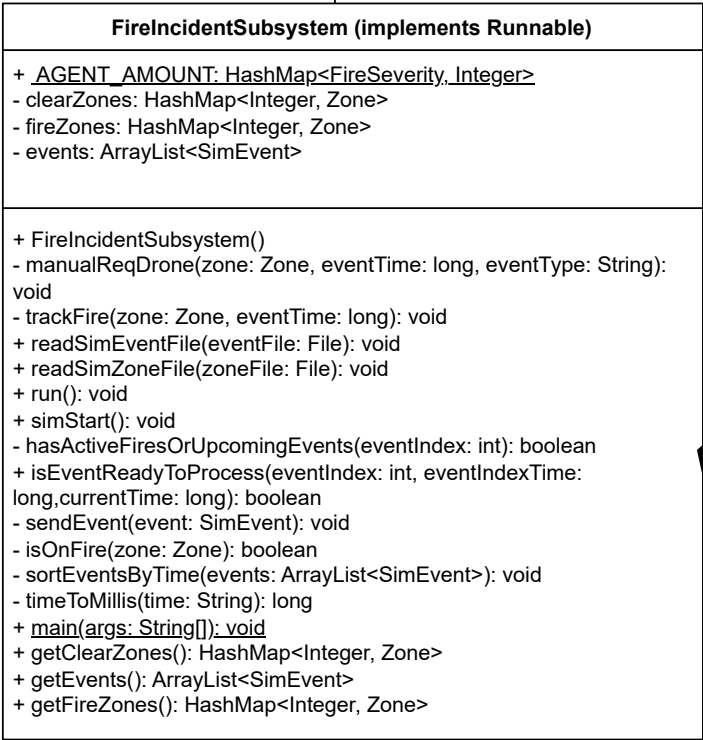 FireIncidentSubsystem (implements Runnable)
+ AGENT_AMOUNT: HashMap<FireSeverity, Integer>
- clearZones: HashMap<Integer, Zone>
- fireZones: HashMap<Integer, Zone>
- events: ArrayList<SimEvent>
+ FireIncidentSubsystem()
- manualReqDrone(zone: Zone, eventTime: long, eventType: String):
void
- trackFire(zone: Zone, eventTime: long): void
+ readSimEventFile(eventFile: File): void
+ readSimZoneFile(zoneFile: File): void
+ run(): void
+ simStart(): void
- hasActiveFiresOrUpcomingEvents(eventIndex: int): boolean
+ isEventReadyToProcess(eventIndex: int, eventIndexTime:
long,currentTime: long): boolean
- sendEvent(event: SimEvent): void
- isOnFire(zone: Zone): boolean
- sortEventsByTime(events: ArrayList<SimEvent>): void
- timeToMillis(time: String): long
+ main(args: String[]): void
+ getClearZones(): HashMap<Integer, Zone>
+ getEvents(): ArrayList<SimEvent>
+ getFireZones(): HashMap<Integer, Zone>